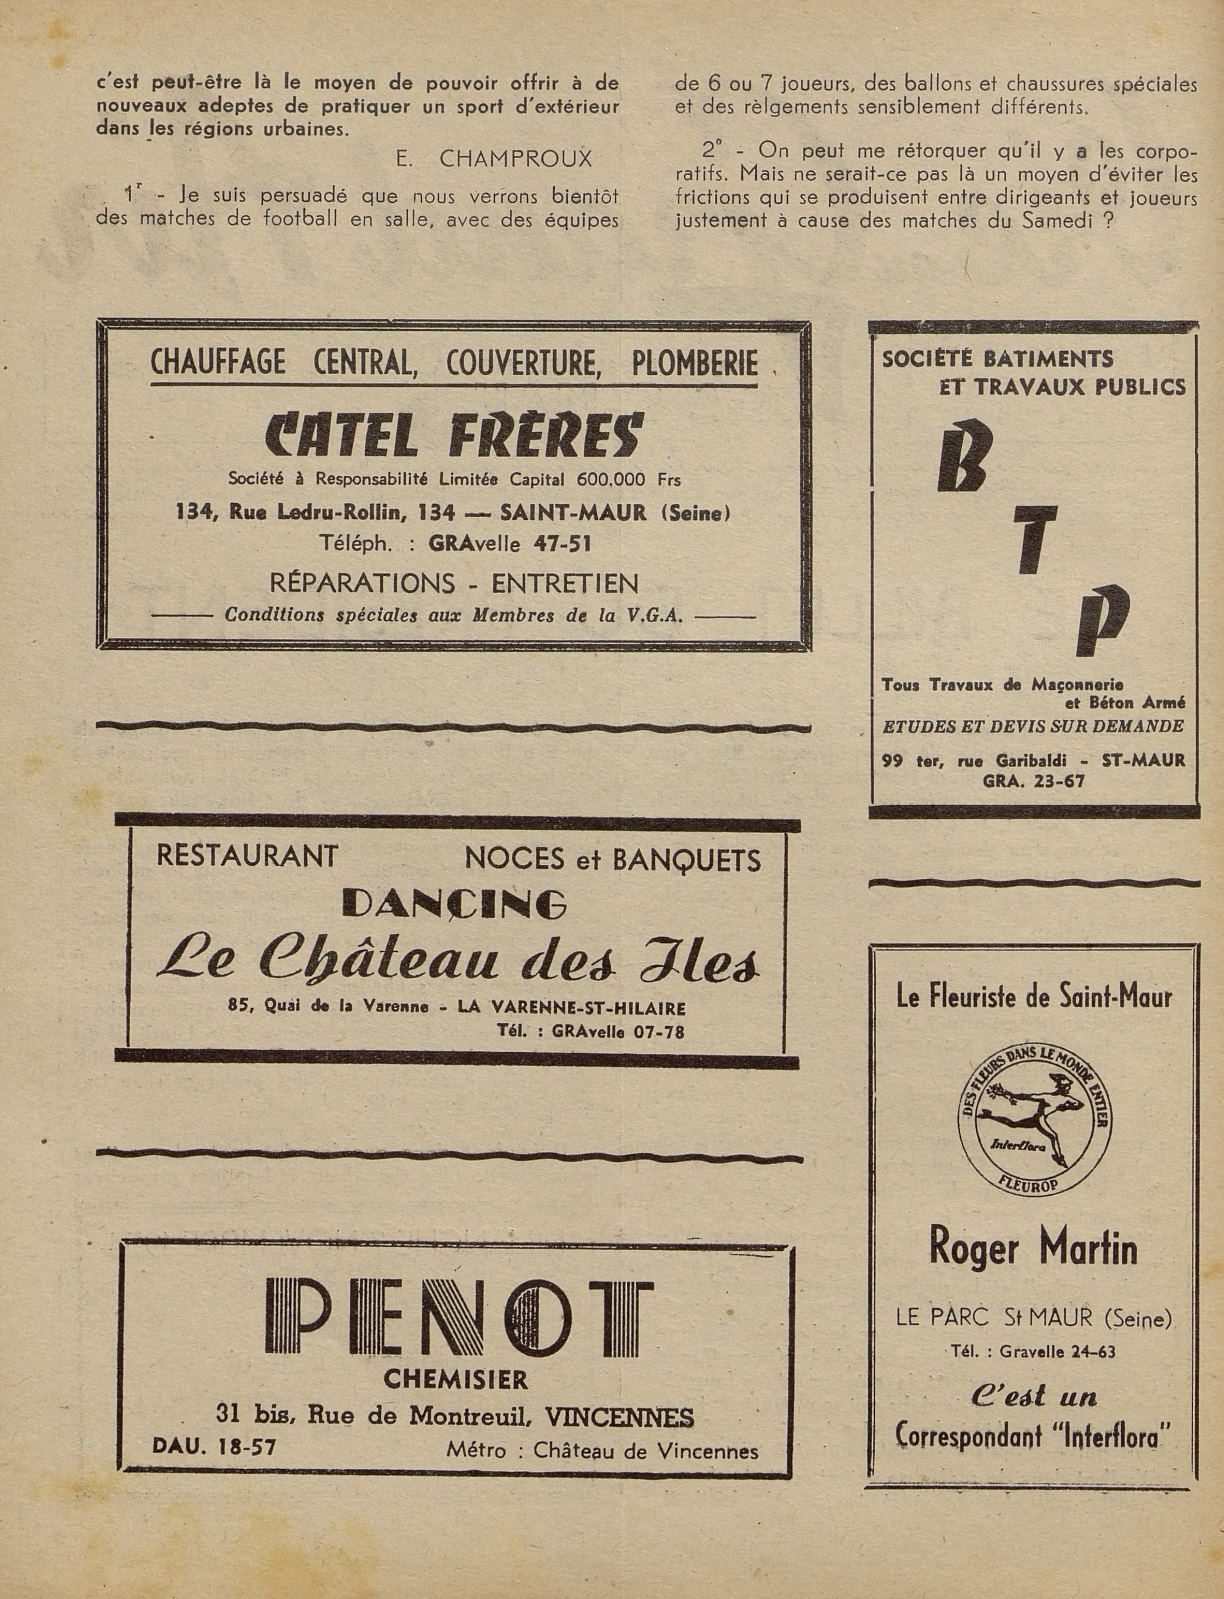 c'est peut-être là le moyen de pouvoir offrir à de
nouveaux adeptes de pratiquer un sport d'extérieur
dans les régions urbaines.
E. CHAMPROUX
1r - Je suis persuadé que nous verrons bientôt
des matches de football en salle, avec des équipes
de 6 ou 7 joueurs, des ballons et chaussures spéciales
et des rèlgements sensiblement différents.
2° - On peut me rétorquer qu'il y a les corpo-
ratifs. Mais ne serait-ce pas là un moyen d'éviter les
frictions qui se produisent entre dirigeants et joueurs
justement à cause des matches du Samedi ?
CHAUFFAGE CENTRAL, COUVERTURE, PLOMBERIE
CATEL FRÈRES
Société à Responsabilité Limitée Capital 600.000 Frs
134, Rue Ledru-Rollin, 134 — SAINT-MAUR (Seine)
Téléph. : GRAvelle 47-51
RÉPARATIONS - ENTRETIEN
Conditions spéciales aux Membres de la V.G.A.
SOCIÉTÉ BATIMENTS
ET TRAVAUX PUBLICS
B
T
P
Tous Travaux de Maçonnerie
et Béton Armé
ETUDES ET DEVIS SUR DEMANDE
99 ter, rue Garibaldi - ST-MAUR
GRA. 23-67
RESTAURANT NOCES et BANQUETS
DANCING
Le Château des Iles
85, Quai de la Varenne - LA VARENNE-ST-HILAIRE
Tél. : GRAvelle 07-78
PENOT
CHEMISIER
31 bis, Rue de Montreuil, VINCENNES
DAU. 18-57 Métro : Château de Vincennes
Le Fleuriste de Saint-Maur
DES FLEURS DANS LE MONDE ENTIER
Interflora
FLEUROP
Roger Martin
LE PARC St MAUR (Seine)
Tél. : Gravelle 24-63
C'est un
Correspondant "Interflora"